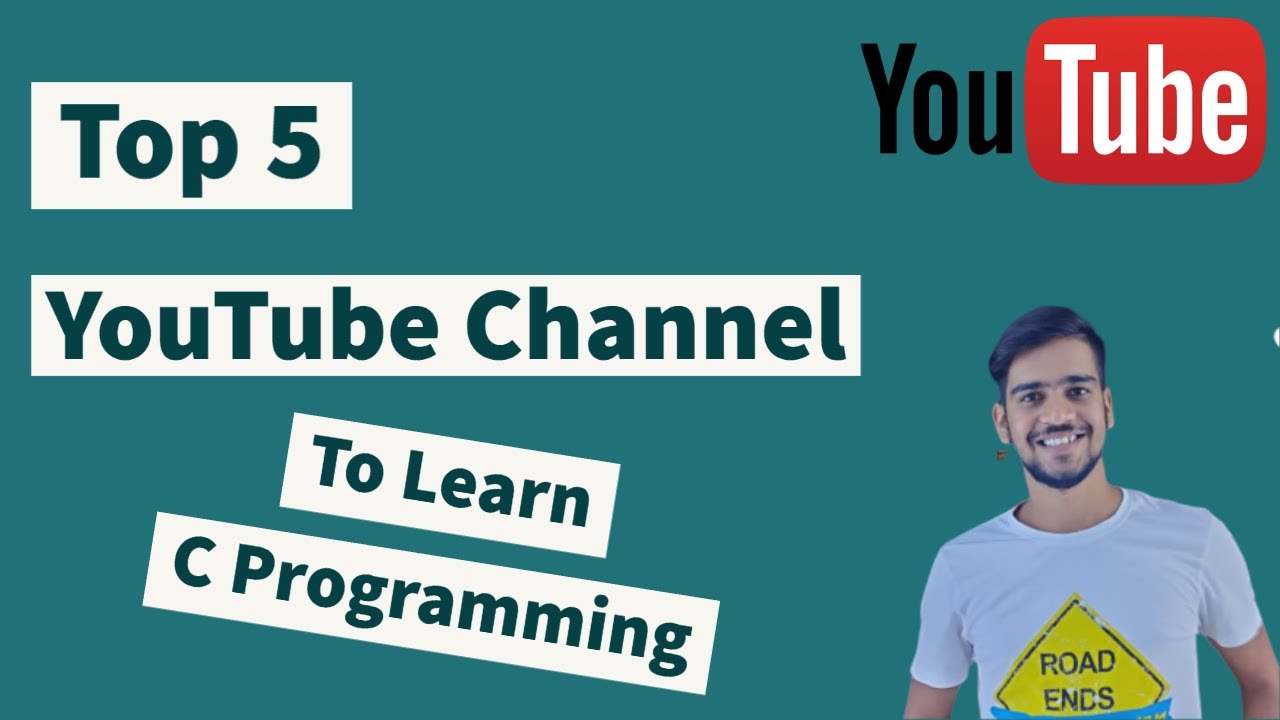 YouTube
Top 5
YouTube Channel
To Learn
C Programming
ROAD
ENDS